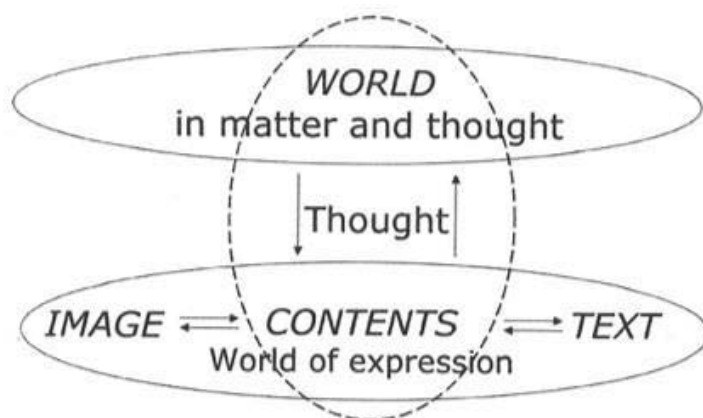 WORLD
in matter and thought
Thought
IMAGE CONTENTS TEXT
World of expression